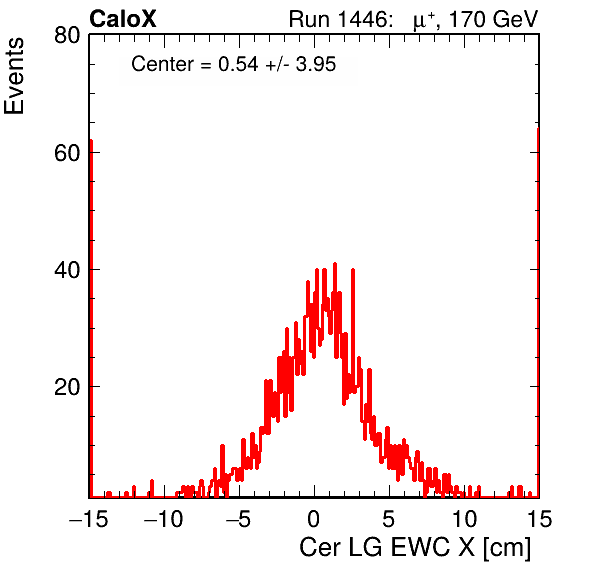 CaloX Run 1446: μ⁺, 170 GeV
Center = 0.54 +/- 3.95
Events
80
60
40
20
−15 −10 −5 0 5 10 15
Cer LG EWC X [cm]